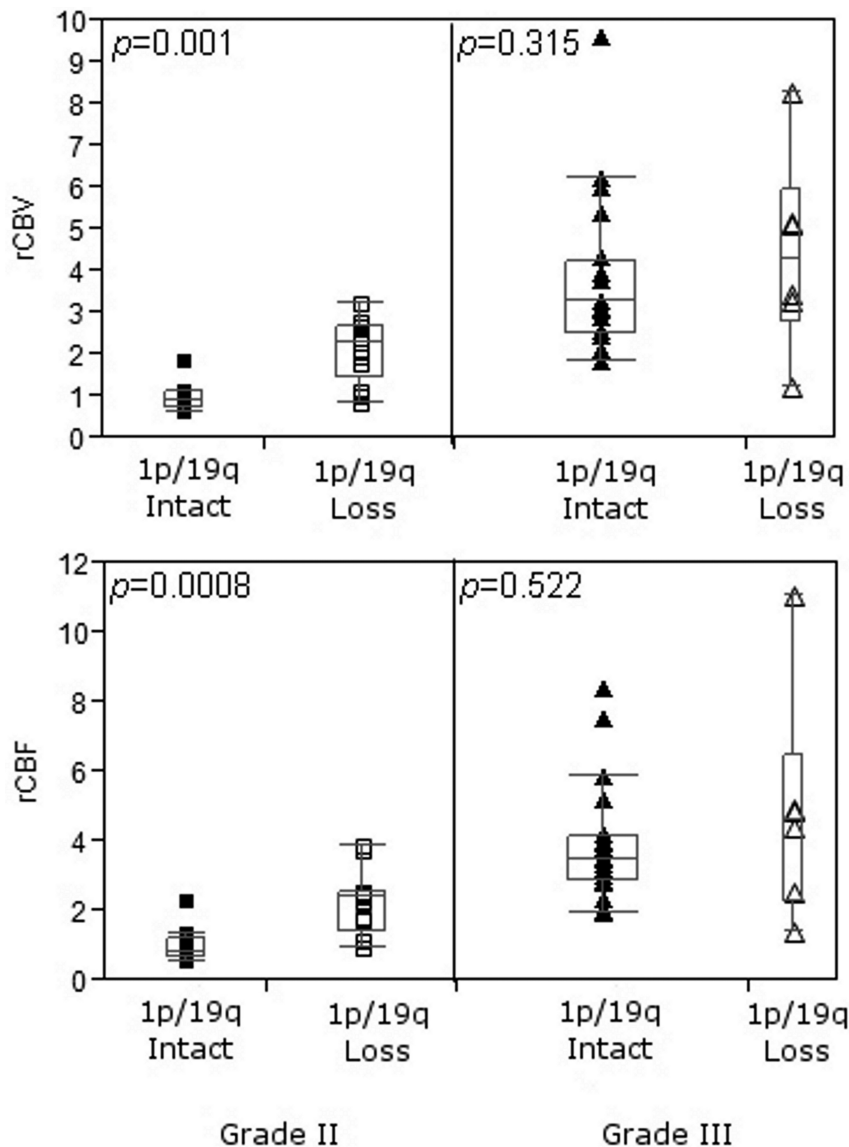 p=0.001
p=0.315
10
9
8
7
6
5
4
3
2
1
0
rCBV
1p/19q
Intact
1p/19q
Loss
1p/19q
Intact
1p/19q
Loss
p=0.0008
p=0.522
12
10
8
6
4
2
0
rCBF
1p/19q
Intact
1p/19q
Loss
1p/19q
Intact
1p/19q
Loss
Grade II
Grade III